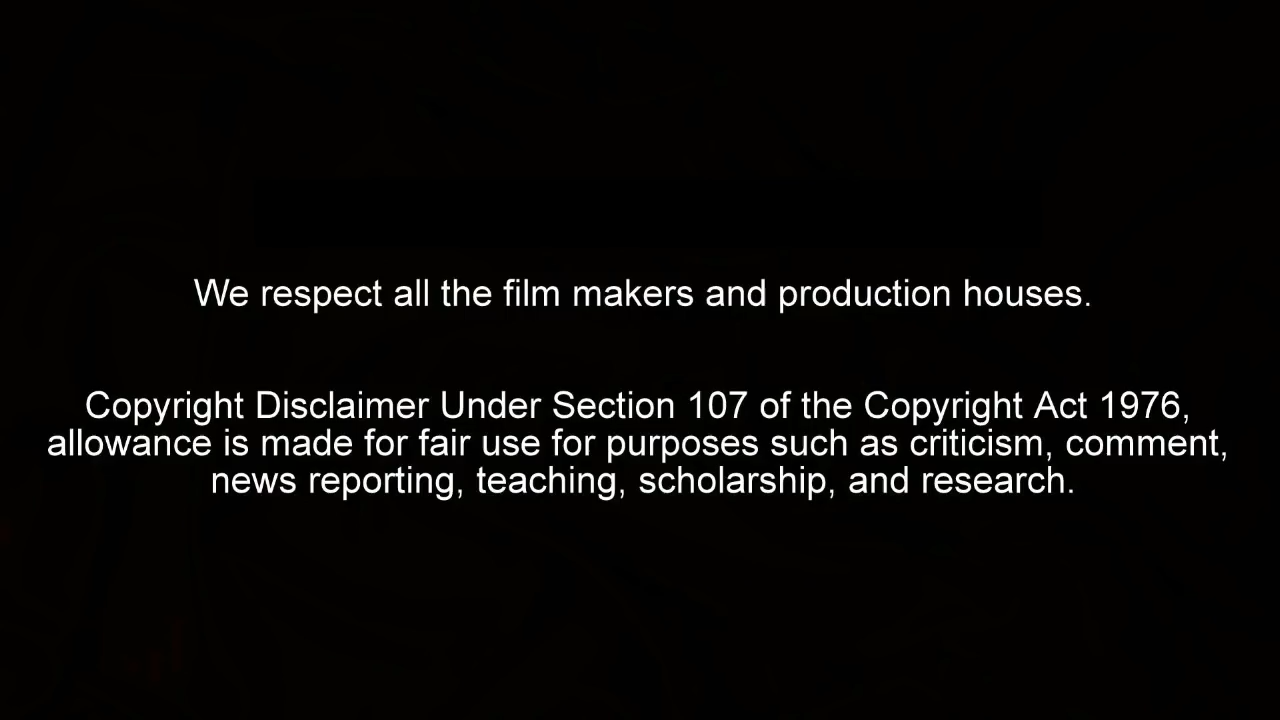 We respect all the film makers and production houses.
Copyright Disclaimer Under Section 107 of the Copyright Act 1976,
allowance is made for fair use for purposes such as criticism, comment,
news reporting, teaching, scholarship, and research.